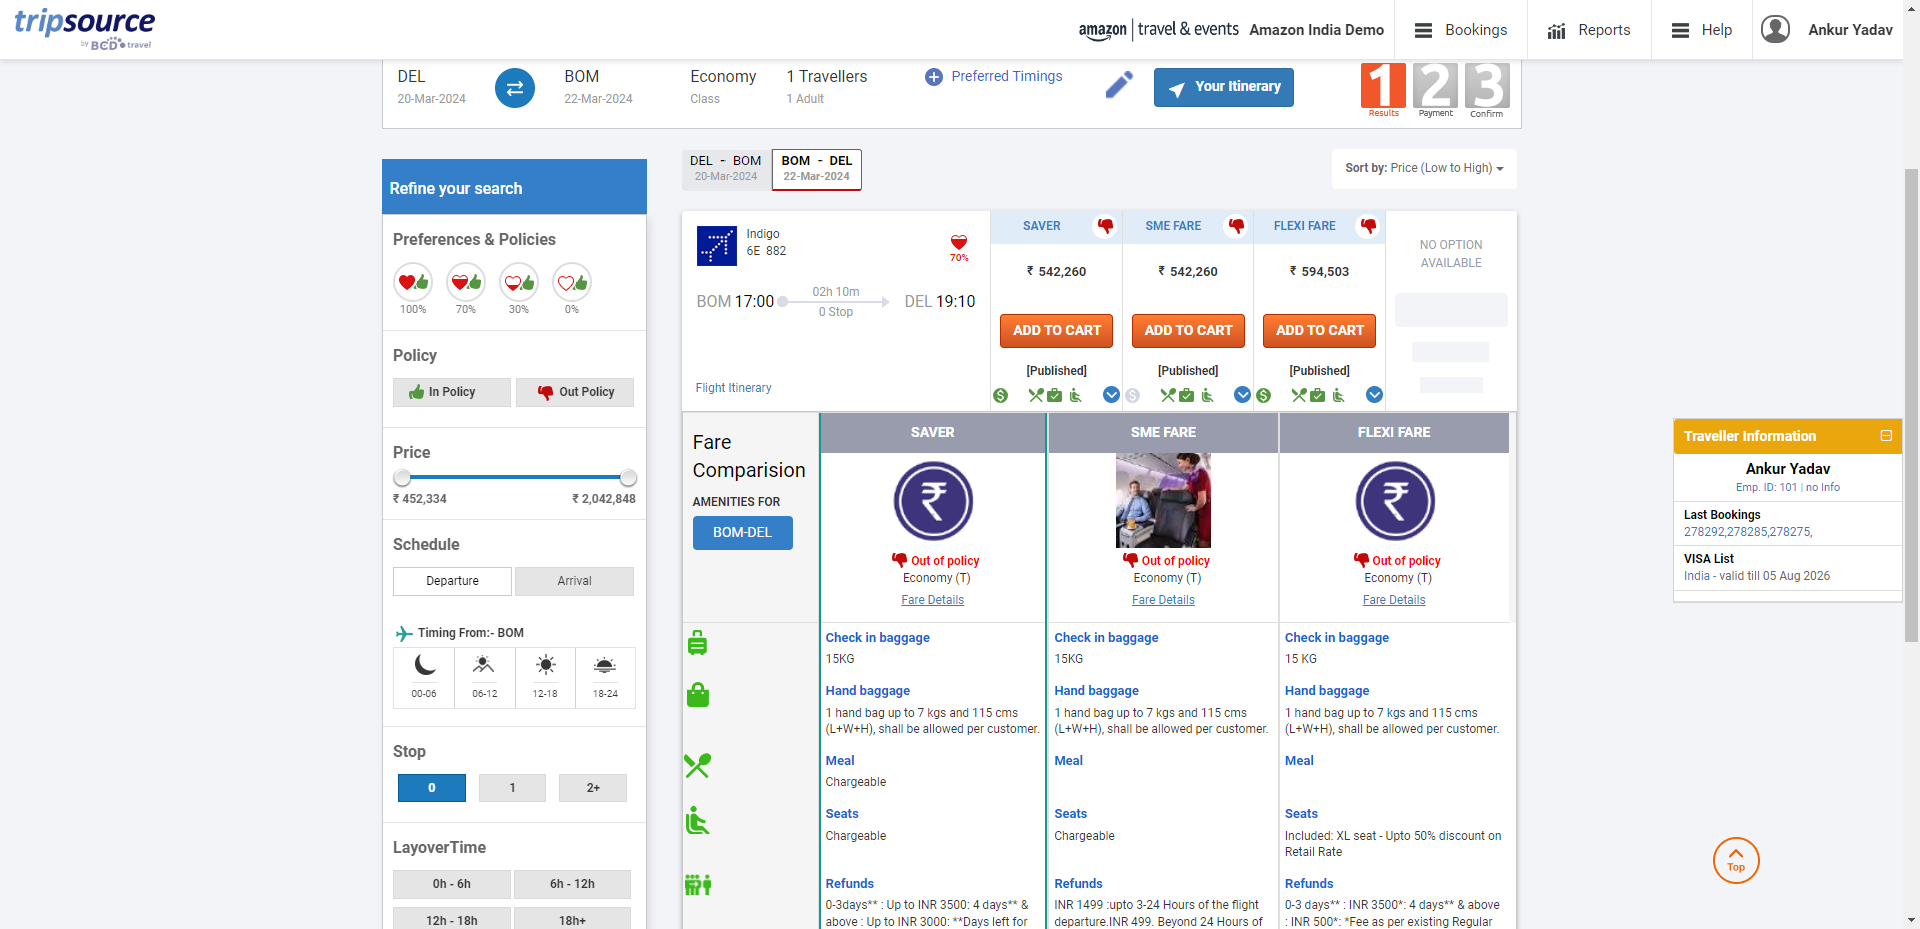 tripsource
by BCD travel
amazon | travel & events
Amazon India Demo
Bookings
Reports
Help
Ankur Yadav
DEL
20-Mar-2024
BOM
22-Mar-2024
Economy
Class
1 Travellers
1 Adult
Preferred Timings
Your Itinerary
1 2 3
Results Payment Confirm
Refine your search
Preferences & Policies
100% 70% 30% 0%
Policy
In Policy
Out Policy
Price
₹ 452,334 ₹ 2,042,848
Schedule
Departure Arrival
Timing From:- BOM
00-06 06-12 12-18 18-24
Stop
0 1 2+
LayoverTime
0h - 6h 6h - 12h
12h - 18h 18h+
DEL - BOM
20-Mar-2024
BOM - DEL
22-Mar-2024
Sort by: Price (Low to High)
Indigo
6E 882
70%
BOM 17:00
02h 10m
0 Stop
DEL 19:10
Flight Itinerary
SAVER
₹ 542,260
ADD TO CART
[Published]
SME FARE
₹ 542,260
ADD TO CART
[Published]
FLEXI FARE
₹ 594,503
ADD TO CART
[Published]
NO OPTION
AVAILABLE
Fare
Comparision
AMENITIES FOR
BOM-DEL
SAVER
Out of policy
Economy (T)
Fare Details
Check in baggage
15KG
Hand baggage
1 hand bag up to 7 kgs and 115 cms
(L+W+H), shall be allowed per customer.
Meal
Chargeable
Seats
Chargeable
Refunds
0-3days** : Up to INR 3500: 4 days** &
above : Up to INR 3000: **Days left for
SME FARE
Out of policy
Economy (T)
Fare Details
Check in baggage
15KG
Hand baggage
1 hand bag up to 7 kgs and 115 cms
(L+W+H), shall be allowed per customer.
Meal
Seats
Chargeable
Refunds
INR 1499 :upto 3-24 Hours of the flight
departure.INR 499. Beyond 24 Hours of
FLEXI FARE
Out of policy
Economy (T)
Fare Details
Check in baggage
15 KG
Hand baggage
1 hand bag up to 7 kgs and 115 cms
(L+W+H), shall be allowed per customer.
Meal
Seats
Included: XL seat - Upto 50% discount on
Retail Rate
Refunds
0-3 days** : INR 3500*: 4 days** & above
: INR 500*: *Fee as per existing Regular
Traveller Information
Ankur Yadav
Emp. ID: 101 | no Info
Last Bookings
278292,278285,278275,
VISA List
India - valid till 05 Aug 2026
Top